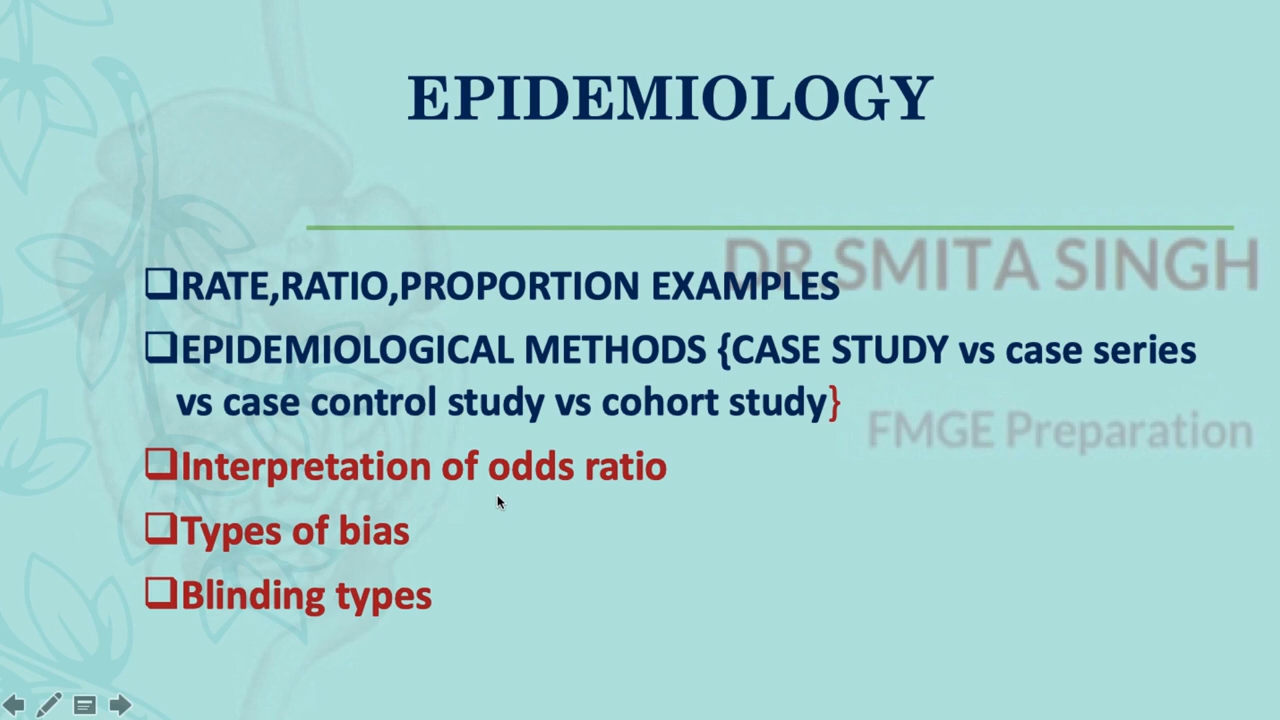 EPIDEMIOLOGY
DR SMITA SINGH
❑RATE,RATIO,PROPORTION EXAMPLES
❑EPIDEMIOLOGICAL METHODS {CASE STUDY vs case series
vs case control study vs cohort study}
FMGE Preparation
❑Interpretation of odds ratio
❑Types of bias
❑Blinding types